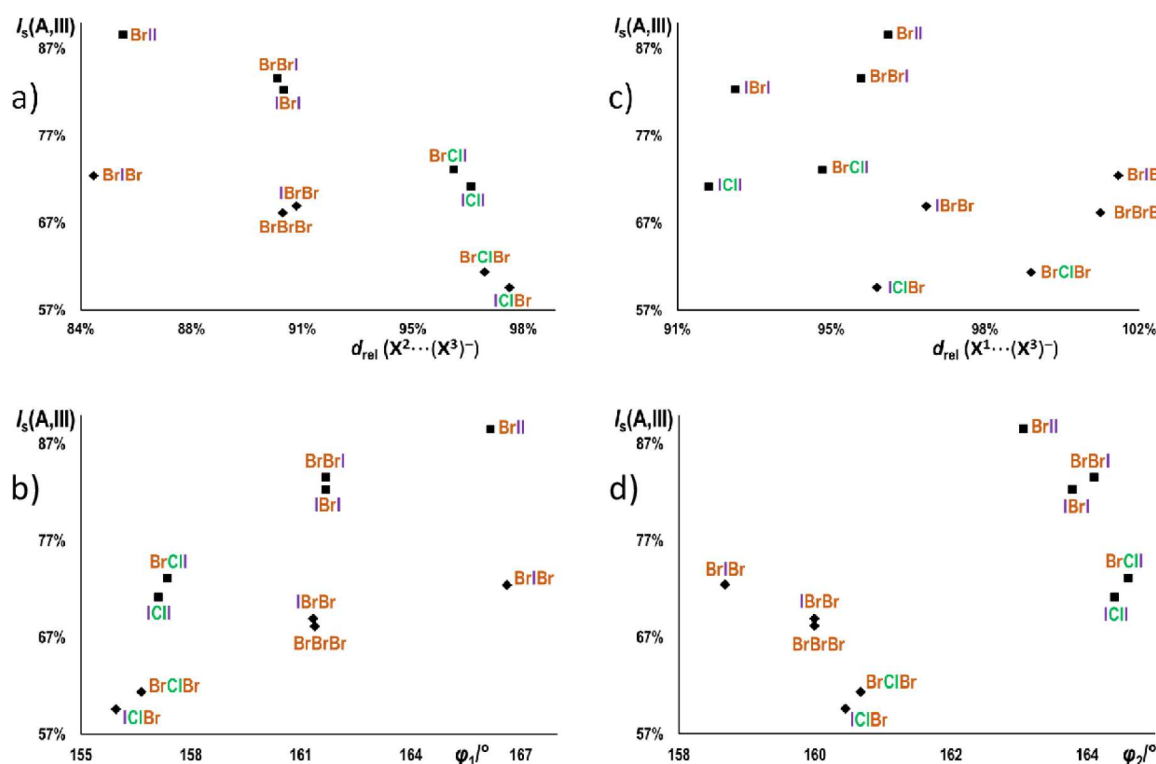 a)
Is(A,III)
87%
77%
67%
57%
BrII
BrBrI
IBrI
BrClI
IClI
BrIBr
IBrBr
BrBrBr
BrClBr
IClBr
84% 88% 91% 95% 98%
drel (X²⋯(X³)⁻)
c)
Is(A,III)
87%
77%
67%
57%
BrII
BrBrI
IBrI
BrClI
IClI
BrIB
IBrBr
BrBrB
BrClBr
IClBr
91% 95% 98% 102%
drel (X¹⋯(X³)⁻)
b)
Is(A,III)
87%
77%
67%
57%
BrII
BrBrI
IBrI
BrClI
IClI
BrIBr
IBrBr
BrBrBr
BrClBr
IClBr
155 158 161 164 φ₁/° 167
d)
Is(A,III)
87%
77%
67%
57%
BrII
BrBrI
IBrI
BrClI
IClI
BrIBr
IBrBr
BrBrBr
BrClBr
IClBr
158 160 162 164 φ₂/°